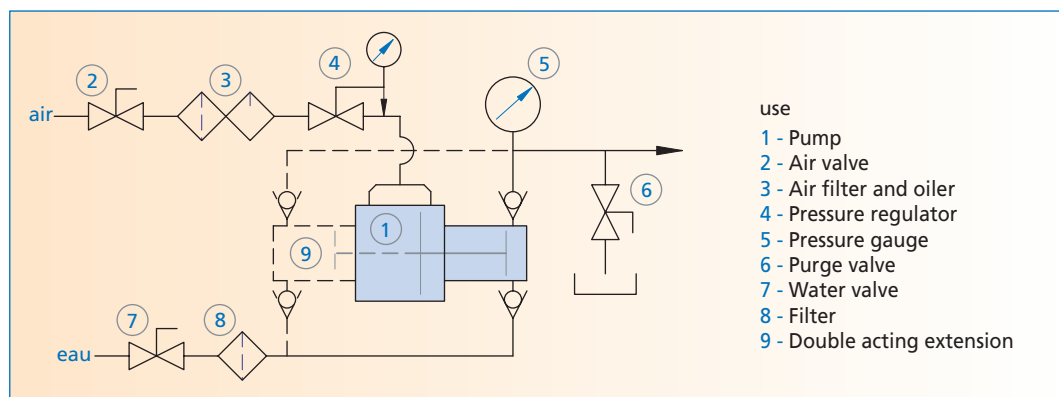 2
3
4
5
air
use
1 - Pump
2 - Air valve
3 - Air filter and oiler
4 - Pressure regulator
5 - Pressure gauge
6 - Purge valve
7 - Water valve
8 - Filter
9 - Double acting extension
6
1
9
7
8
eau